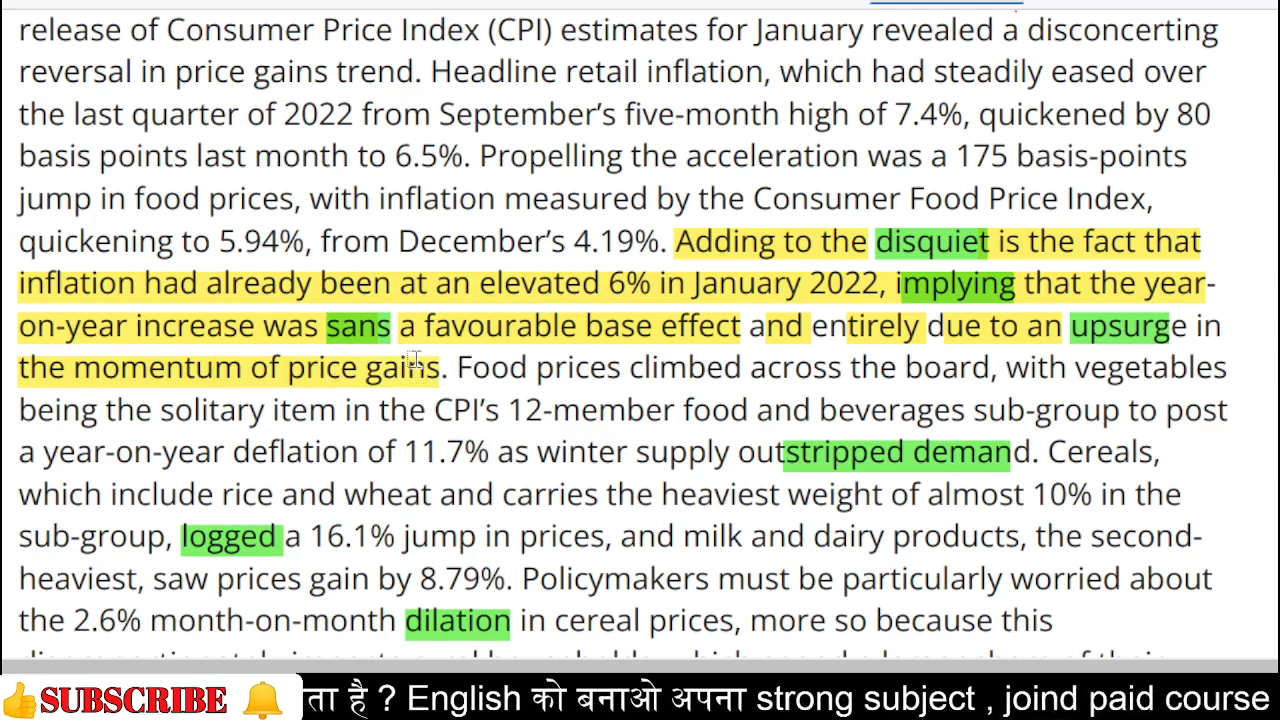 release of Consumer Price Index (CPI) estimates for January revealed a disconcerting
reversal in price gains trend. Headline retail inflation, which had steadily eased over
the last quarter of 2022 from September’s five-month high of 7.4%, quickened by 80
basis points last month to 6.5%. Propelling the acceleration was a 175 basis-points
jump in food prices, with inflation measured by the Consumer Food Price Index,
quickening to 5.94%, from December’s 4.19%. Adding to the disquiet is the fact that
inflation had already been at an elevated 6% in January 2022, implying that the year-
on-year increase was sans a favourable base effect and entirely due to an upsurge in
the momentum of price gains. Food prices climbed across the board, with vegetables
being the solitary item in the CPI’s 12-member food and beverages sub-group to post
a year-on-year deflation of 11.7% as winter supply outstripped demand. Cereals,
which include rice and wheat and carries the heaviest weight of almost 10% in the
sub-group, logged a 16.1% jump in prices, and milk and dairy products, the second-
heaviest, saw prices gain by 8.79%. Policymakers must be particularly worried about
the 2.6% month-on-month dilation in cereal prices, more so because this
SUBSCRIBE ता है ? English को बनाओ अपना strong subject , joind paid course